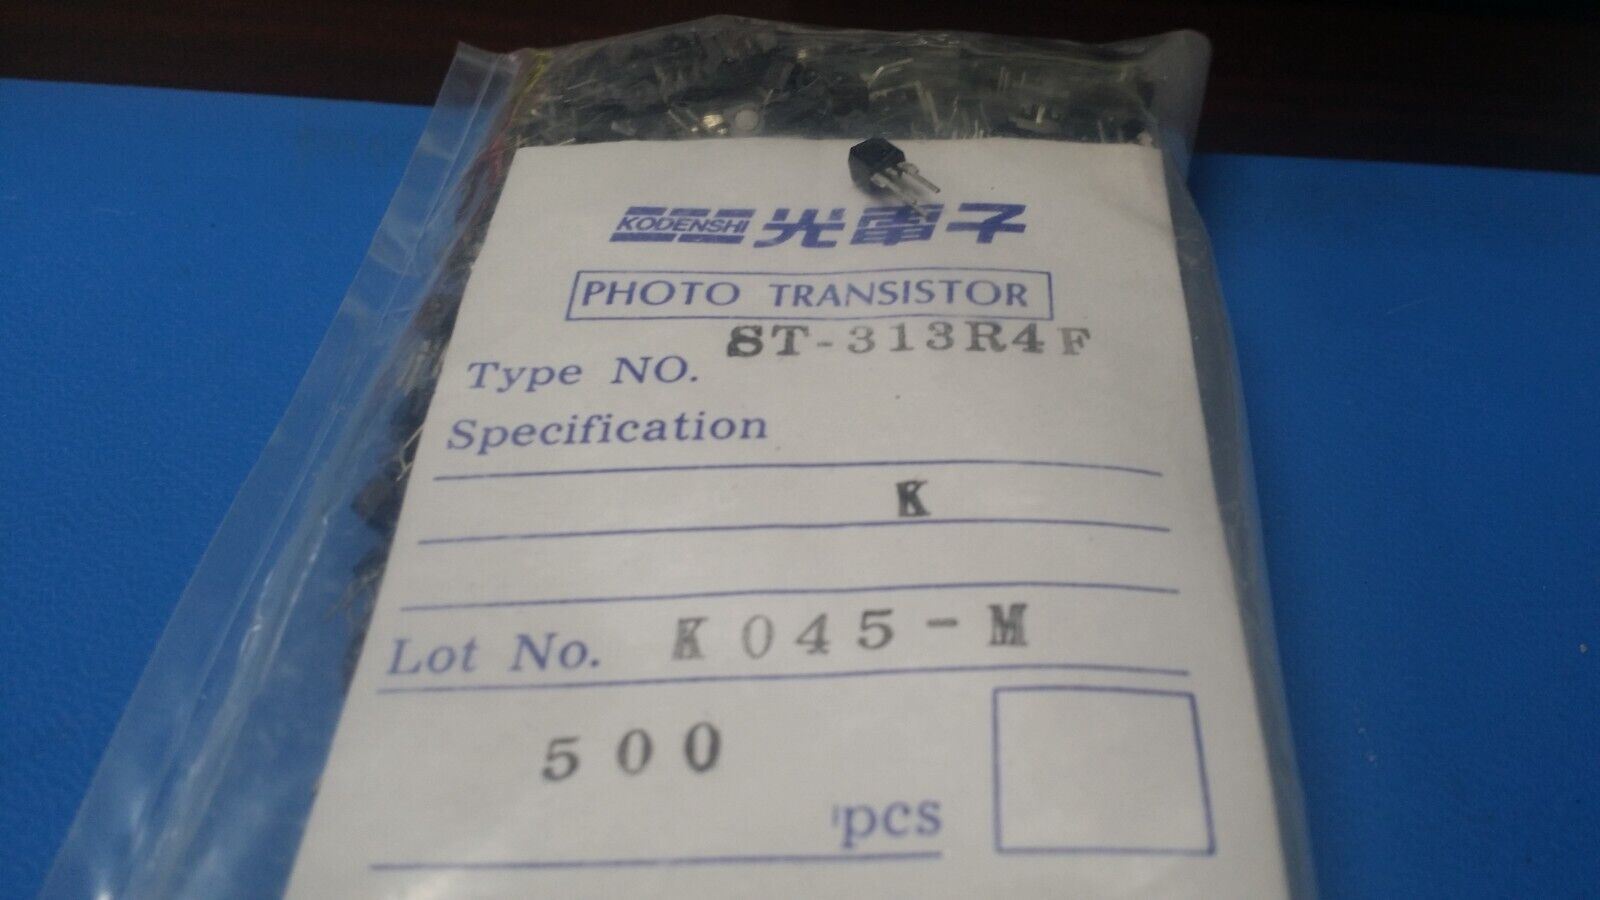 KODENSHI 光電子
PHOTO TRANSISTOR
Type NO. ST-313R4F
Specification
K
Lot No. K045-M
500
pcs